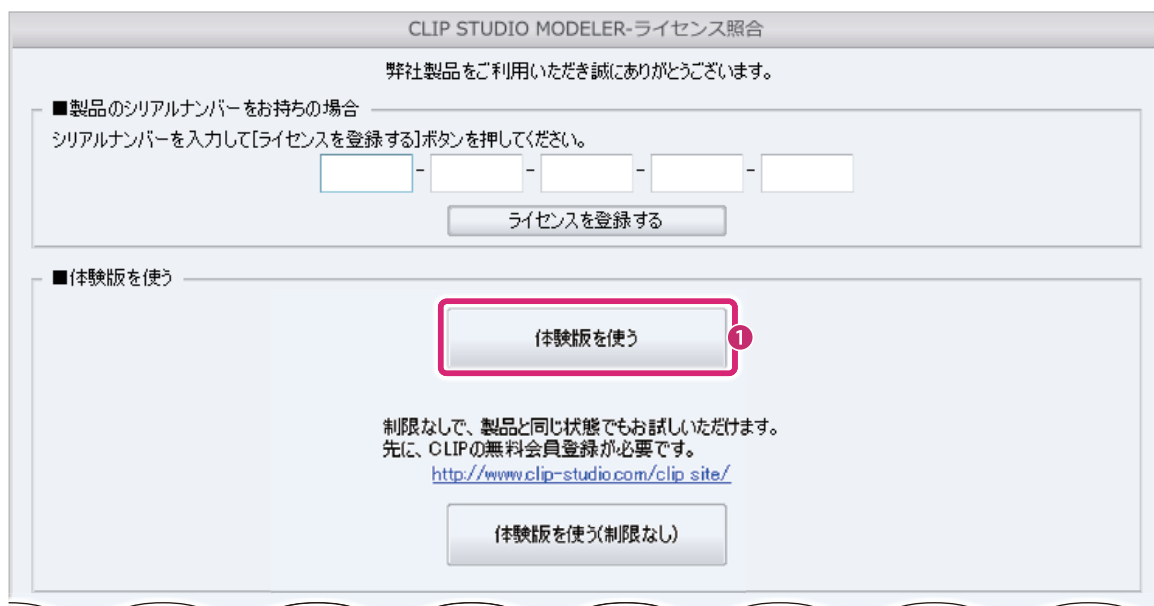 CLIP STUDIO MODELER-ライセンス照合
弊社製品をご利用いただき誠にありがとうございます。
■製品のシリアルナンバーをお持ちの場合
シリアルナンバーを入力して[ライセンスを登録する]ボタンを押してください。
- - - -
ライセンスを登録する
■体験版を使う
体験版を使う
1
制限なしで、製品と同じ状態でもお試しいただけます。
先に、CLIPの無料会員登録が必要です。
http://www.clip-studio.com/clip_site/
体験版を使う(制限なし)